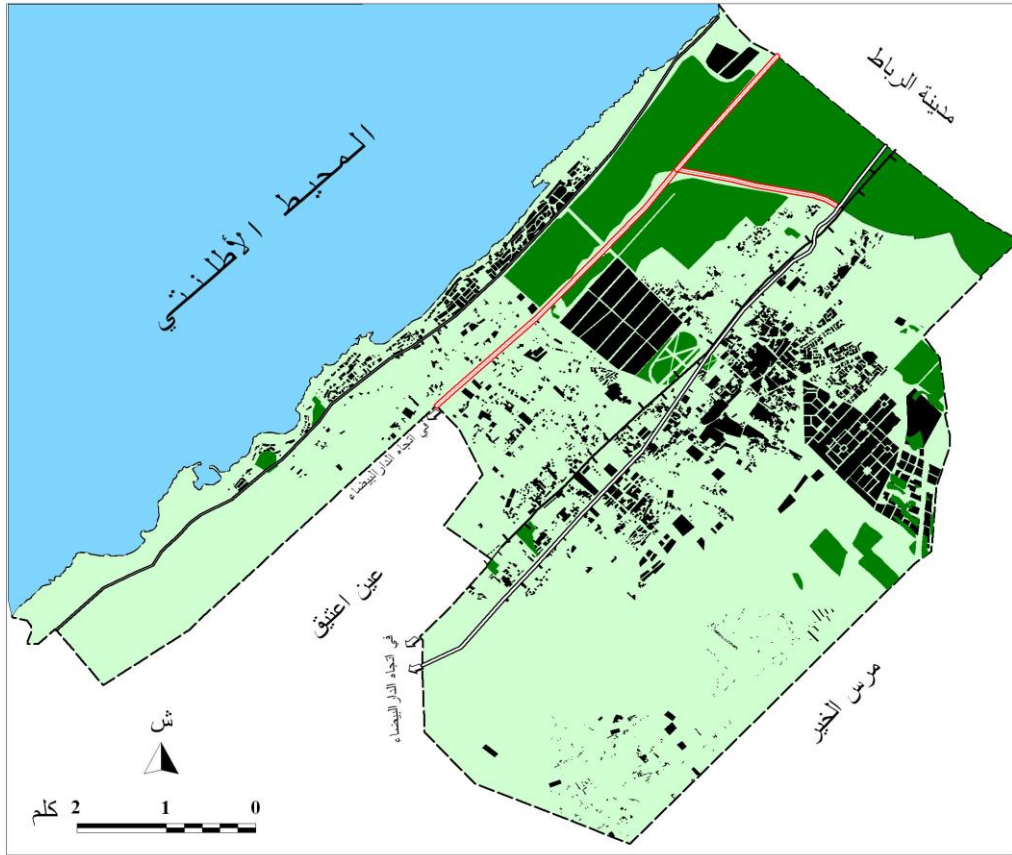 مدينة الرباط
المحيط الأطلنتي
في اتجاه الدار البيضاء
عين اعتيق
في اتجاه الدار البيضاء
مرس الخير
ش
كلم 2 1 0